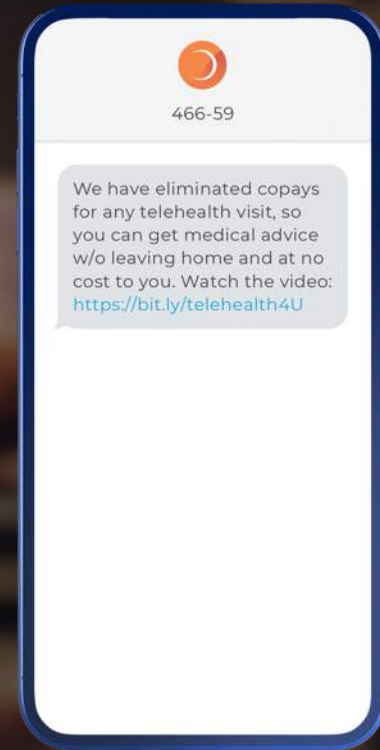 466-59
We have eliminated copays
for any telehealth visit, so
you can get medical advice
w/o leaving home and at no
cost to you. Watch the video:
https://bit.ly/telehealth4U